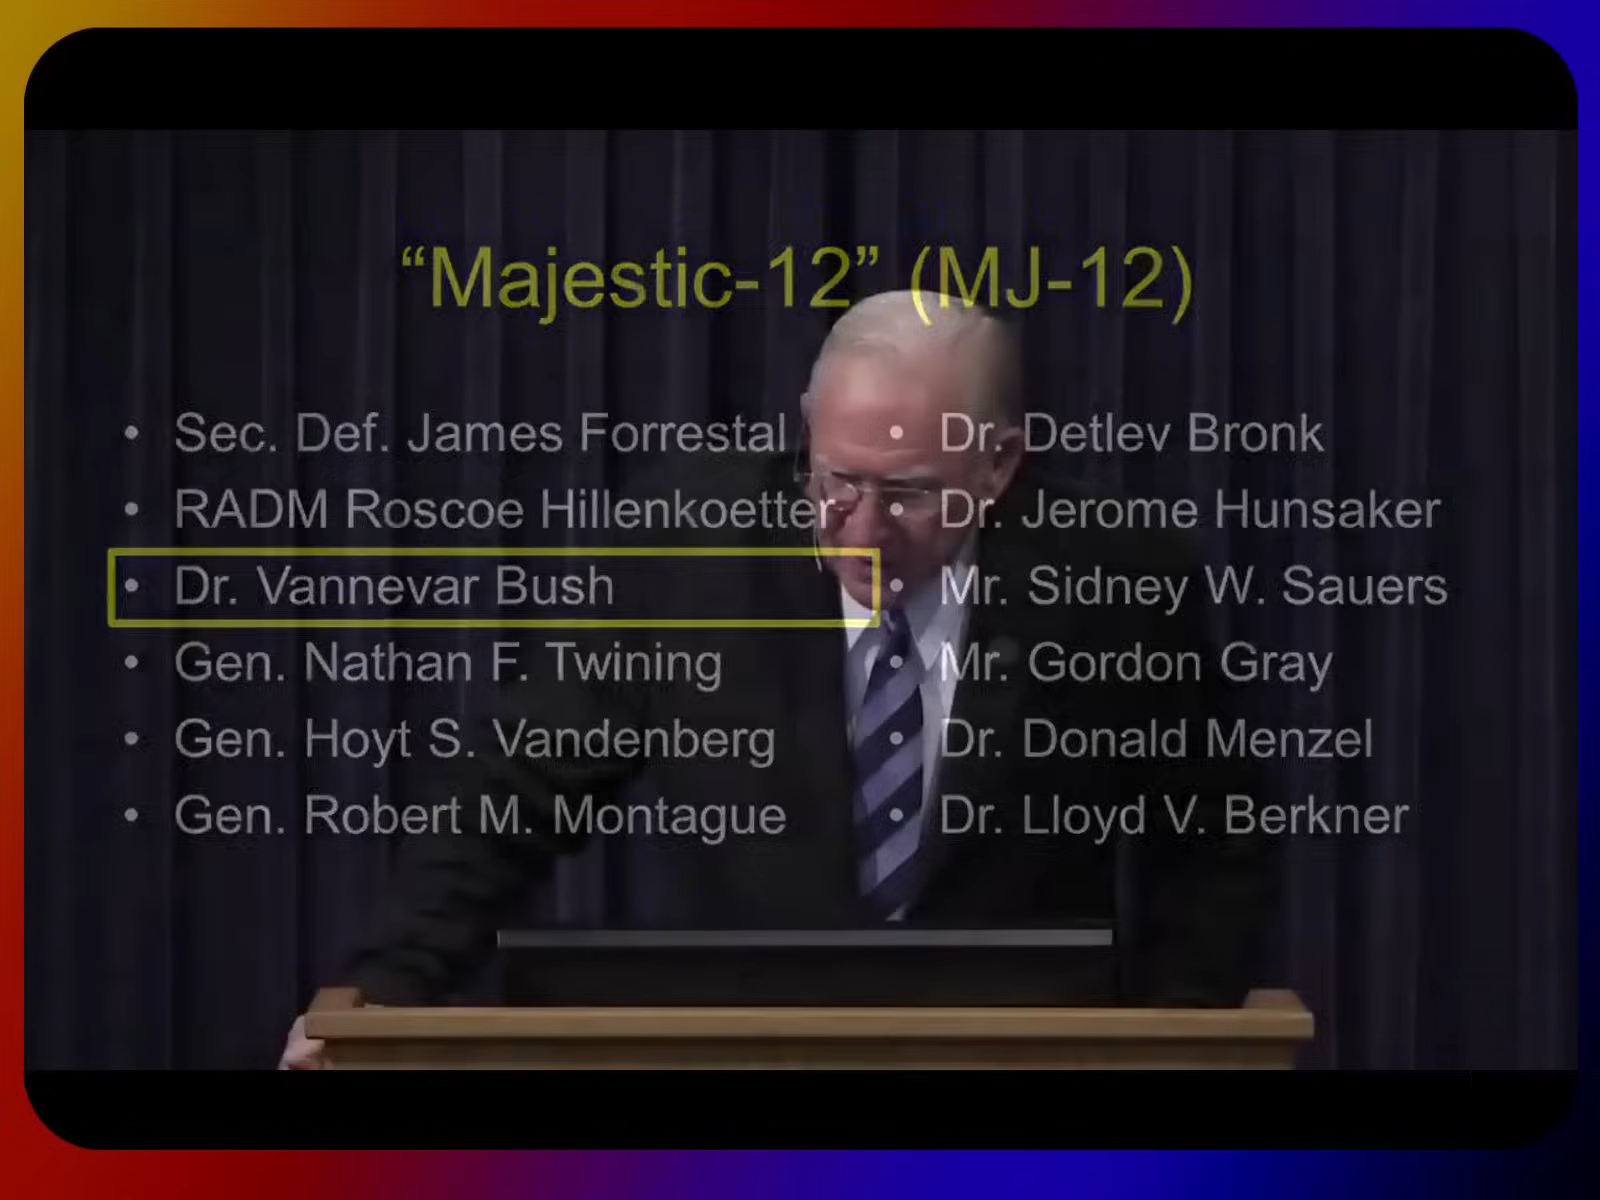 “Majestic-12” (MJ-12)
• Sec. Def. James Forrestal
• RADM Roscoe Hillenkoetter
• Dr. Vannevar Bush
• Gen. Nathan F. Twining
• Gen. Hoyt S. Vandenberg
• Gen. Robert M. Montague
• Dr. Detlev Bronk
• Dr. Jerome Hunsaker
• Mr. Sidney W. Sauers
• Mr. Gordon Gray
• Dr. Donald Menzel
• Dr. Lloyd V. Berkner